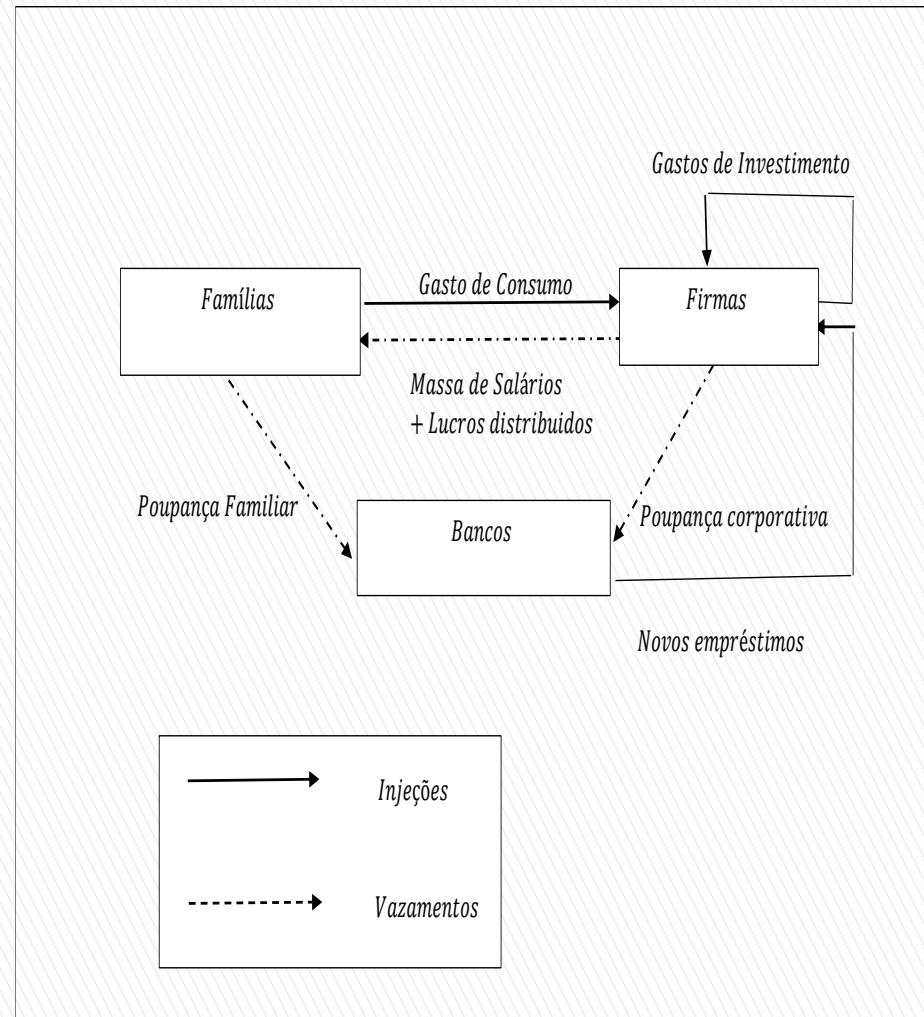 Gastos de Investimento
Famílias
Gasto de Consumo
Firmas
Massa de Salários
+ Lucros distribuidos
Poupança Familiar
Bancos
Poupança corporativa
Novos empréstimos
Injeções
Vazamentos